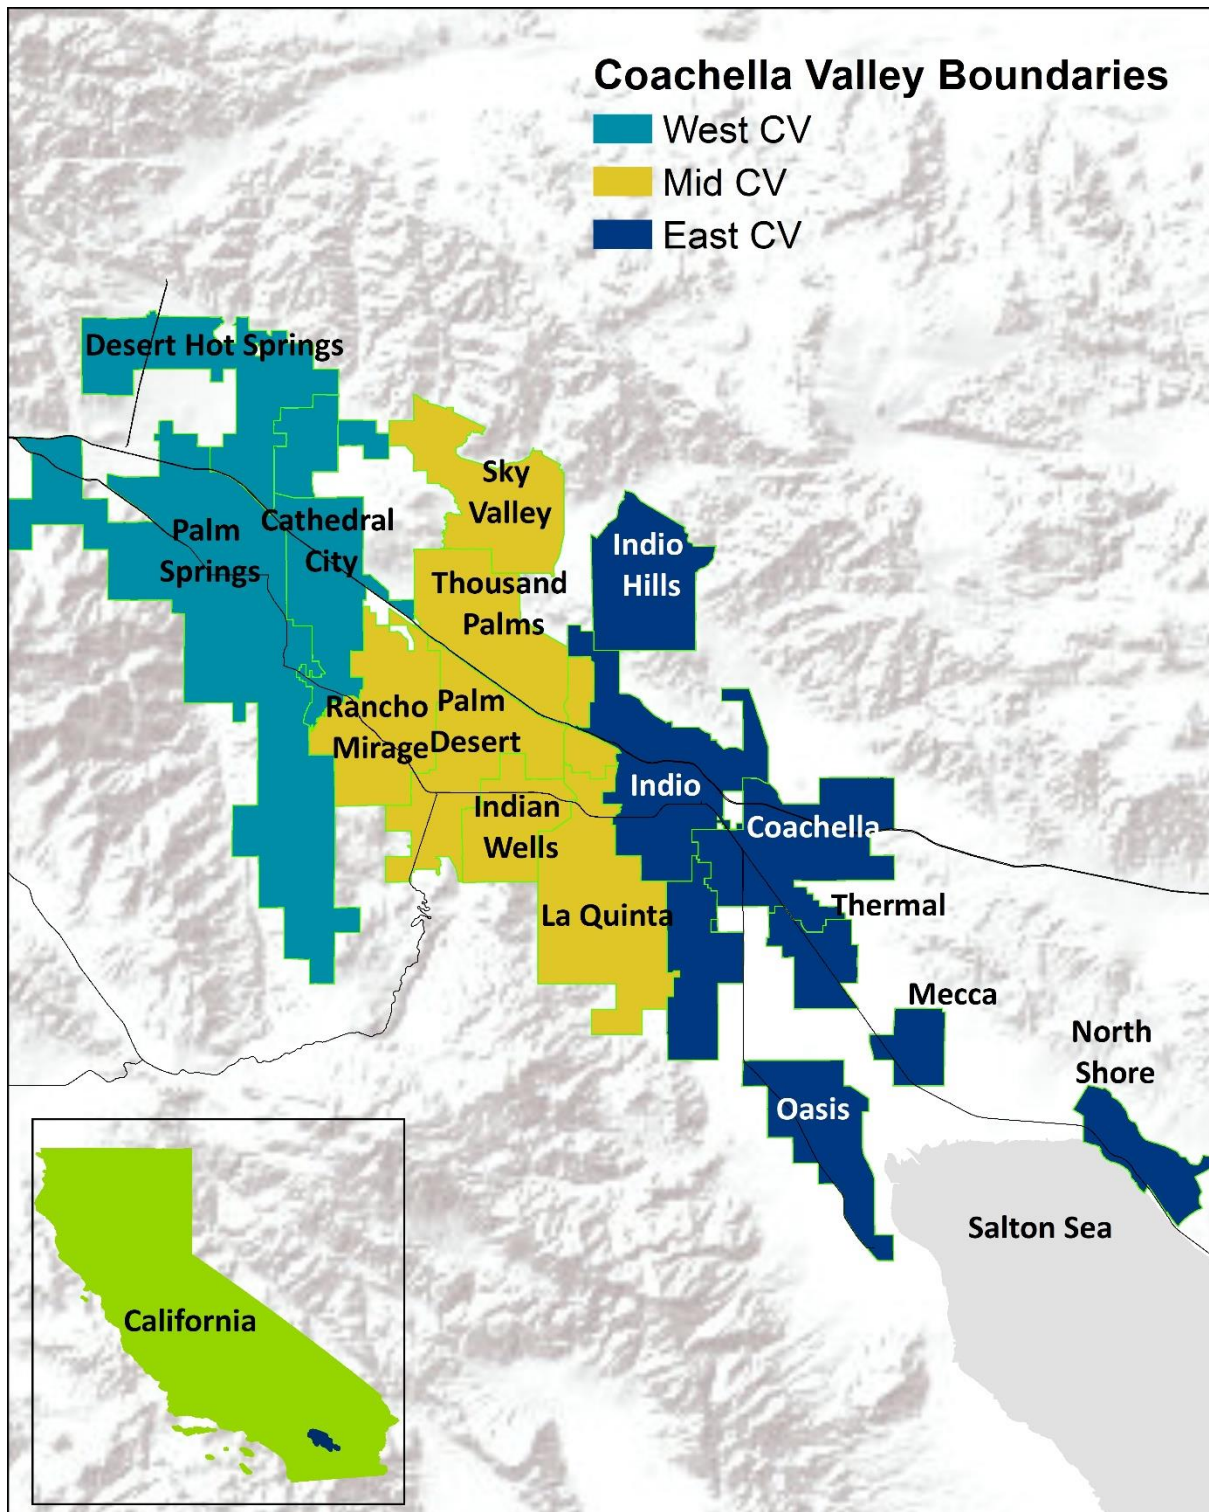 Coachella Valley Boundaries
West CV
Mid CV
East CV
Desert Hot Springs
Sky
Valley
Palm
Springs
Cathedral
City
Indio
Hills
Thousand
Palms
Rancho
Mirage
Palm
Desert
Indio
Indian
Wells
Coachella
La Quinta
Thermal
Mecca
North
Shore
Oasis
Salton Sea
California